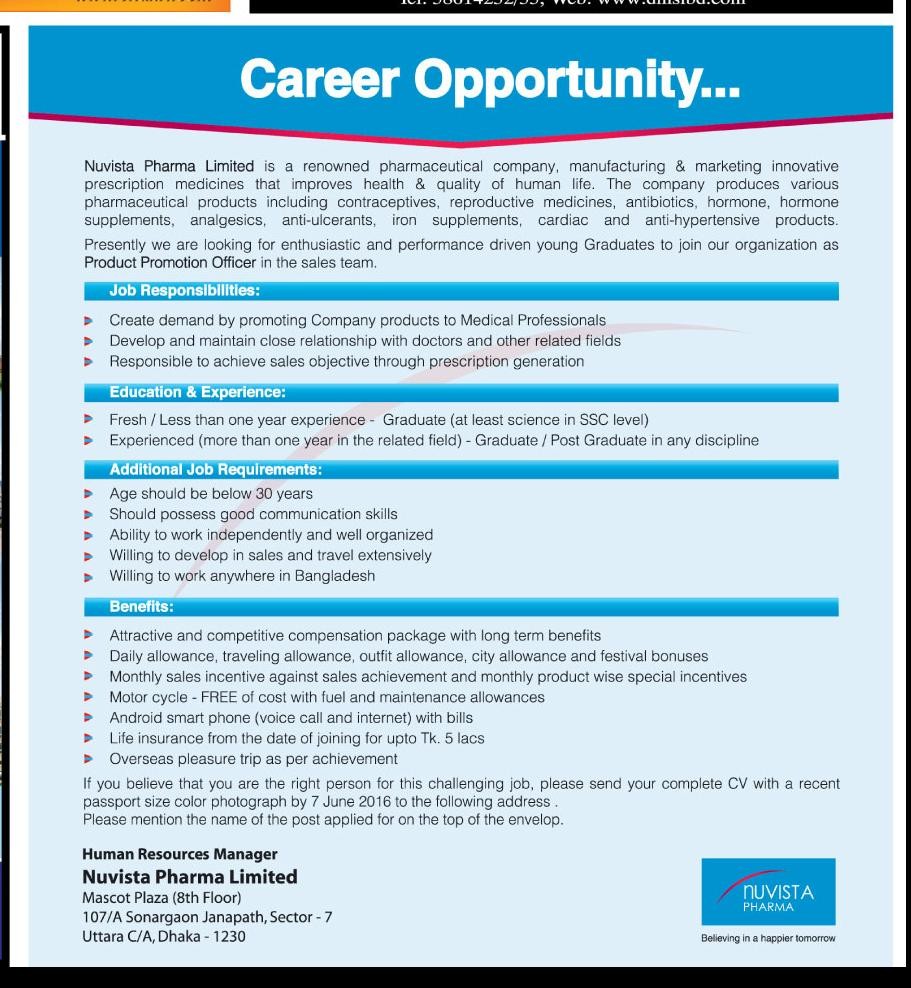 Tel: 58614252/55, Web: www.dmslbd.com
Career Opportunity...
Nuvista Pharma Limited is a renowned pharmaceutical company, manufacturing & marketing innovative
prescription medicines that improves health & quality of human life. The company produces various
pharmaceutical products including contraceptives, reproductive medicines, antibiotics, hormone, hormone
supplements, analgesics, anti-ulcerants, iron supplements, cardiac and anti-hypertensive products.
Presently we are looking for enthusiastic and performance driven young Graduates to join our organization as
Product Promotion Officer in the sales team.
Job Responsibilities:
Create demand by promoting Company products to Medical Professionals
Develop and maintain close relationship with doctors and other related fields
Responsible to achieve sales objective through prescription generation
Education & Experience:
Fresh / Less than one year experience - Graduate (at least science in SSC level)
Experienced (more than one year in the related field) - Graduate / Post Graduate in any discipline
Additional Job Requirements:
Age should be below 30 years
Should possess good communication skills
Ability to work independently and well organized
Willing to develop in sales and travel extensively
Willing to work anywhere in Bangladesh
Benefits:
Attractive and competitive compensation package with long term benefits
Daily allowance, traveling allowance, outfit allowance, city allowance and festival bonuses
Monthly sales incentive against sales achievement and monthly product wise special incentives
Motor cycle - FREE of cost with fuel and maintenance allowances
Android smart phone (voice call and internet) with bills
Life insurance from the date of joining for upto Tk. 5 lacs
Overseas pleasure trip as per achievement
If you believe that you are the right person for this challenging job, please send your complete CV with a recent
passport size color photograph by 7 June 2016 to the following address .
Please mention the name of the post applied for on the top of the envelop.
Human Resources Manager
Nuvista Pharma Limited
Mascot Plaza (8th Floor)
107/A Sonargaon Janapath, Sector - 7
Uttara C/A, Dhaka - 1230
nUVISTA
PHARMA
Believing in a happier tomorrow